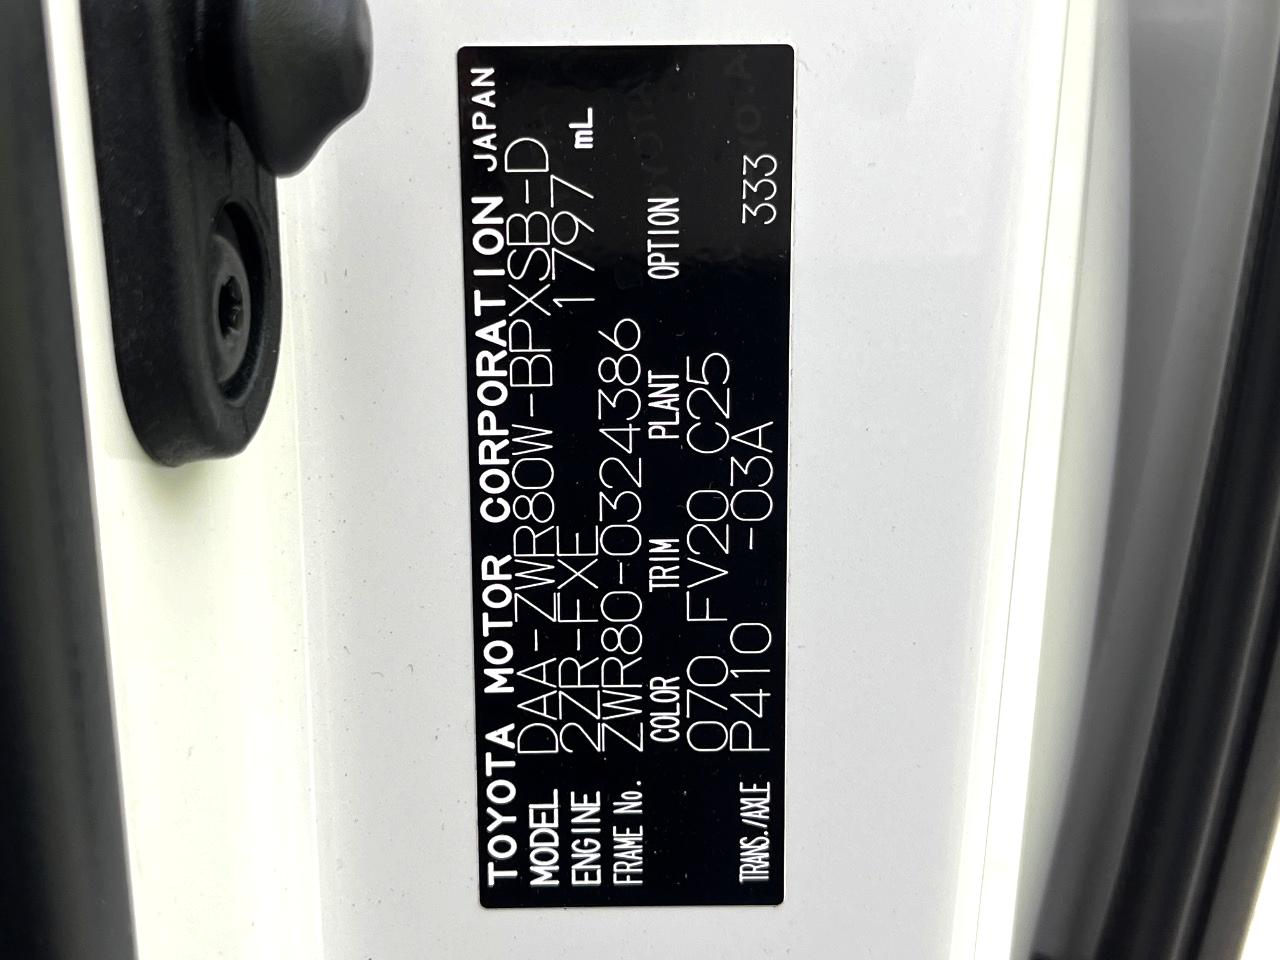 TOYOTA MOTOR CORPORATION JAPAN
MODEL DAA-ZWR80W-BPXSB-D
ENGINE 2ZR-FXE 1797 mL
FRAME No. ZWR80-0324386
COLOR TRIM PLANT OPTION
070 FV20 C25
TRANS./AXLE P410 -03A 333